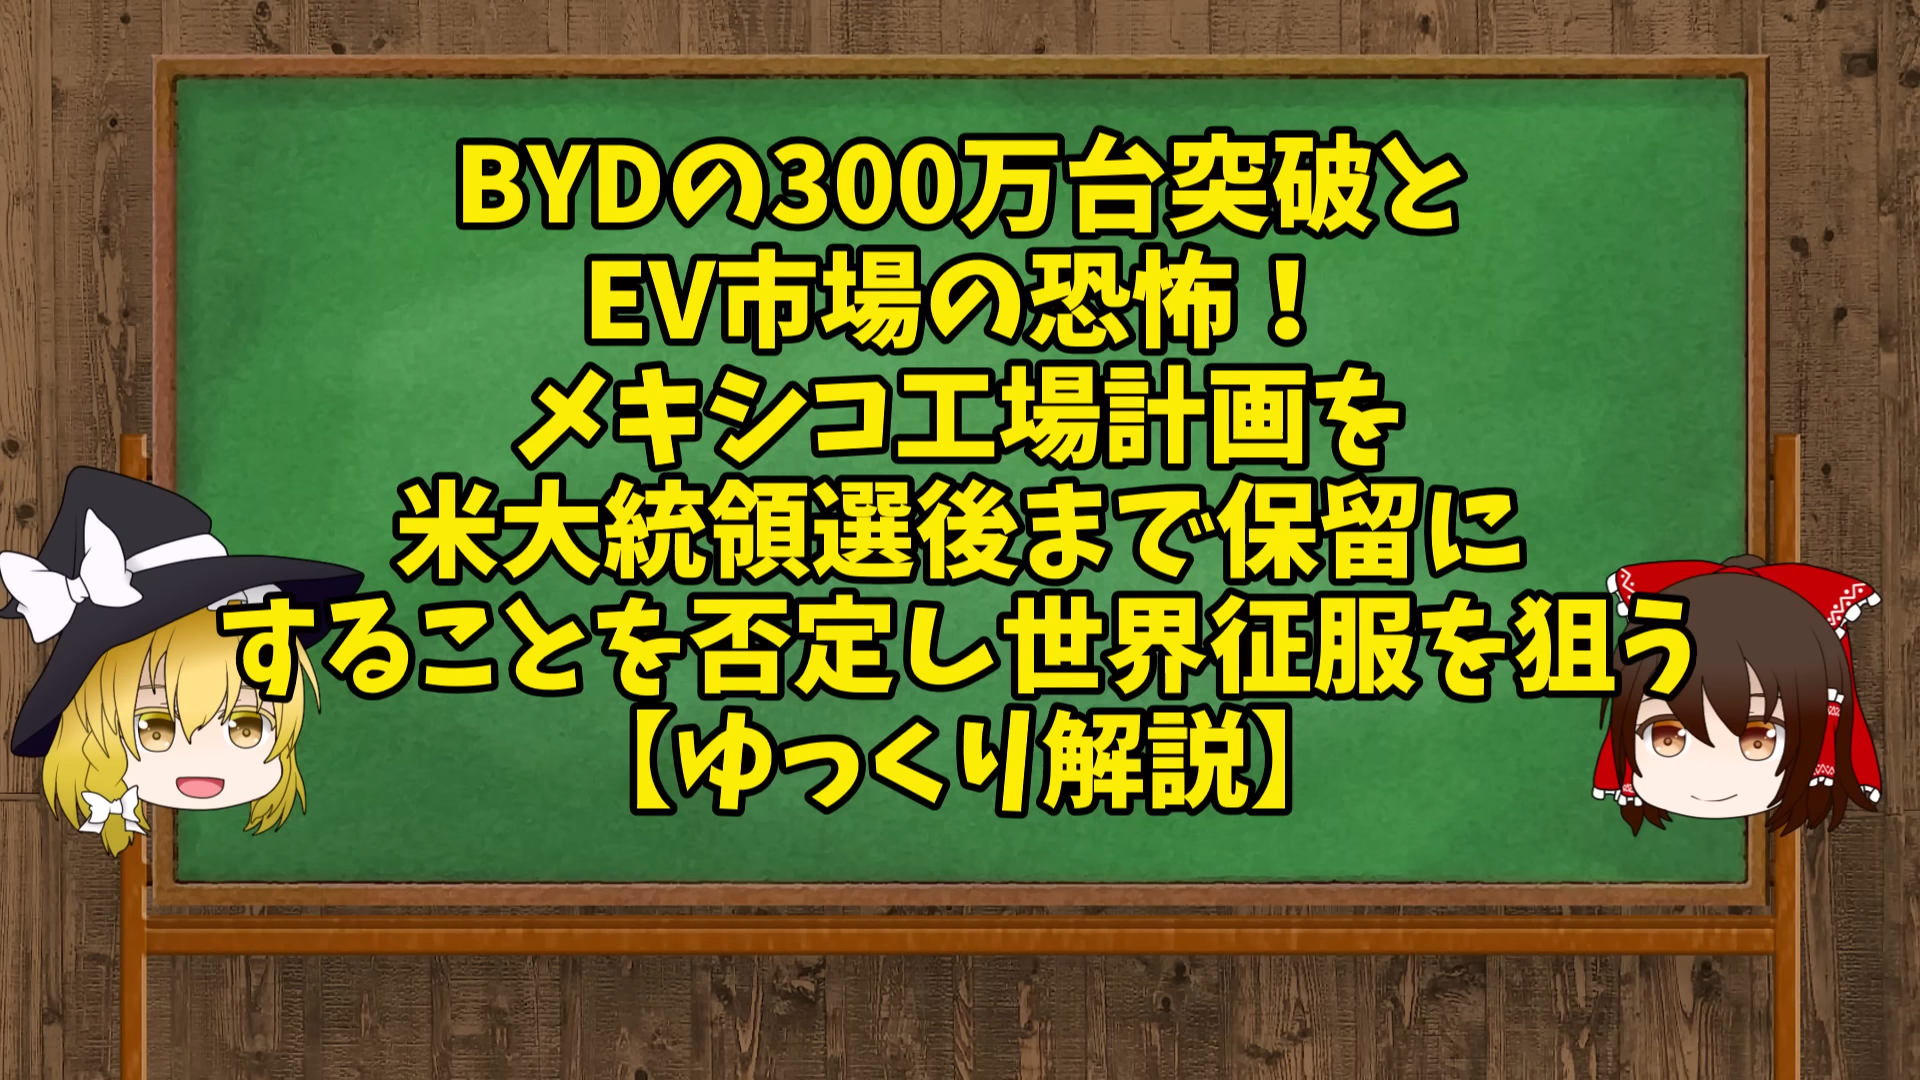 BYDの300万台突破と
EV市場の恐怖！
メキシコ工場計画を
米大統領選後まで保留に
することを否定し世界征服を狙う
【ゆっくり解説】